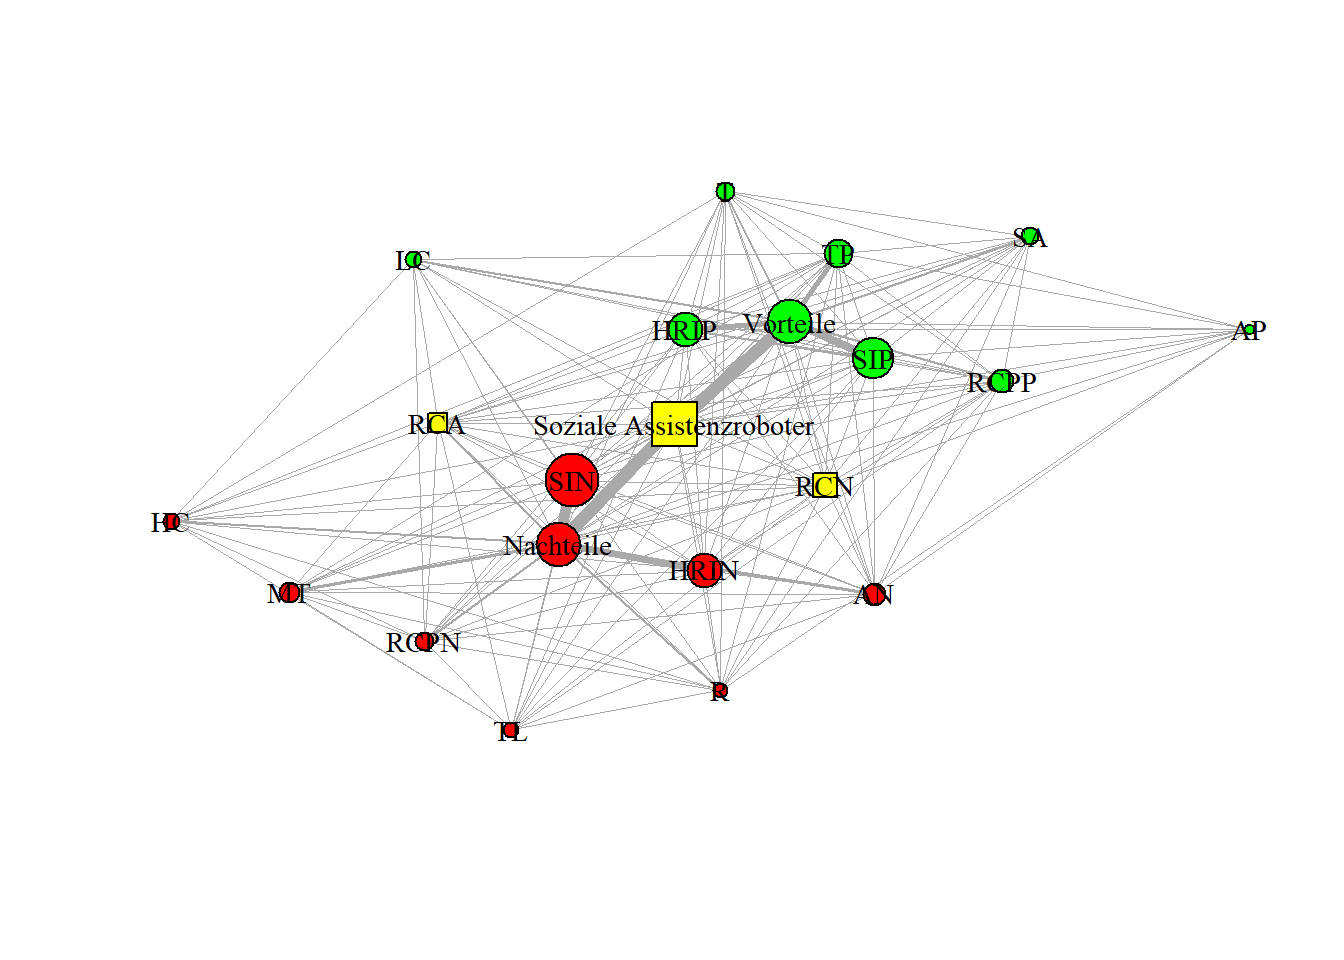 I
SA
TP
LC
Vorteile
HRIP
AP
SIP
RCPP
RCA
Soziale Assistenzroboter
SIN
RCN
HC
Nachteile
HRIN
MT
AN
RCPN
R
TL